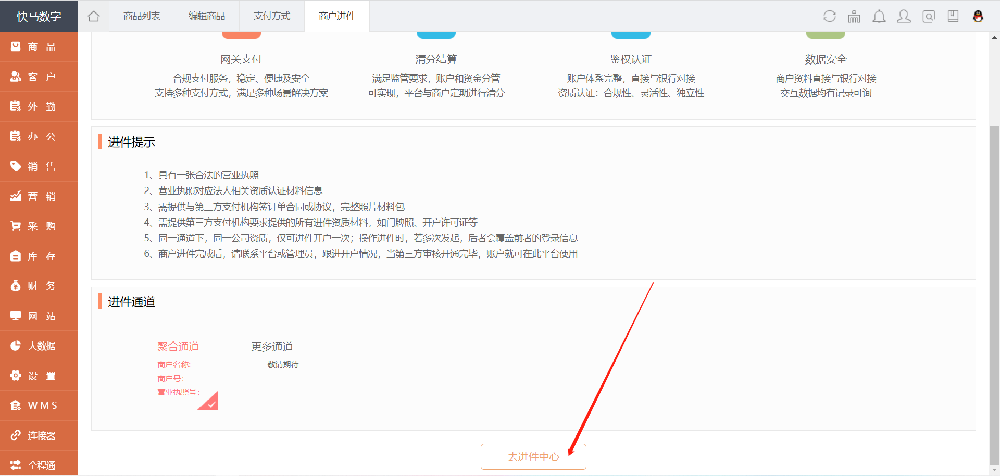 快马数字
商品列表
编辑商品
支付方式
商户进件
商 品
客 户
外 勤
办 公
销 售
营 销
采 购
库 存
财 务
网 站
大数据
设 置
W M S
连接器
全程通
网关支付
合规支付服务，稳定、便捷及安全
支持多种支付方式，满足多种场景解决方案
清分结算
满足监管要求，账户和资金分管
可实现，平台与商户定期进行清分
鉴权认证
账户体系完整，直接与银行对接
资质认证：合规性、灵活性、独立性
数据安全
商户资料直接与银行对接
交互数据均有记录可询
进件提示
1、具有一张合法的营业执照
2、营业执照对应法人相关资质认证材料信息
3、需提供与第三方支付机构签订单合同或协议，完整照片材料包
4、需提供第三方支付机构要求提供的所有进件资质材料，如门牌照、开户许可证等
5、同一通道下，同一公司资质，仅可进件开户一次；操作进件时，若多次发起，后者会覆盖前者的登录信息
6、商户进件完成后，请联系平台或管理员，跟进开户情况，当第三方审核开通完毕，账户就可在此平台使用
进件通道
聚合通道
商户名称:
商户号：
营业执照号：
更多通道
敬请期待
去进件中心